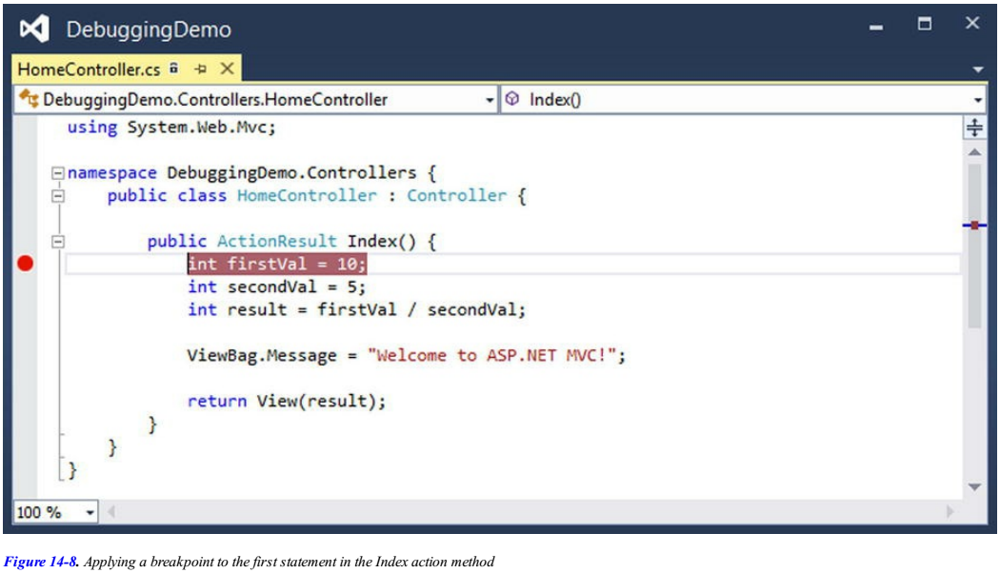 DebuggingDemo
HomeController.cs
DebuggingDemo.Controllers.HomeController Index()
using System.Web.Mvc;
namespace DebuggingDemo.Controllers {
public class HomeController : Controller {
public ActionResult Index() {
int firstVal = 10;
int secondVal = 5;
int result = firstVal / secondVal;
ViewBag.Message = "Welcome to ASP.NET MVC!";
return View(result);
}
}
}
100 %
Figure 14-8. Applying a breakpoint to the first statement in the Index action method